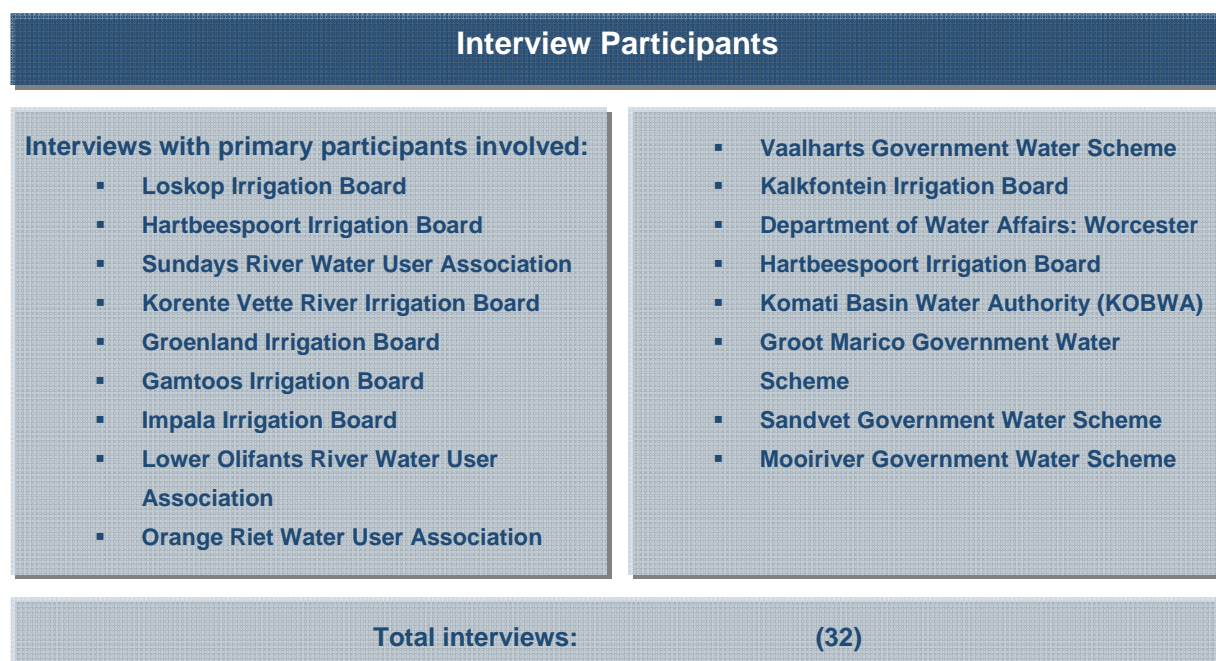 Interview Participants
Interviews with primary participants involved:
▪ Loskop Irrigation Board
▪ Hartbeespoort Irrigation Board
▪ Sundays River Water User Association
▪ Korente Vette River Irrigation Board
▪ Groenland Irrigation Board
▪ Gamtoos Irrigation Board
▪ Impala Irrigation Board
▪ Lower Olifants River Water User
Association
▪ Orange Riet Water User Association
▪ Vaalharts Government Water Scheme
▪ Kalkfontein Irrigation Board
▪ Department of Water Affairs: Worcester
▪ Hartbeespoort Irrigation Board
▪ Komati Basin Water Authority (KOBWA)
▪ Groot Marico Government Water
Scheme
▪ Sandvet Government Water Scheme
▪ Mooiriver Government Water Scheme
Total interviews: (32)